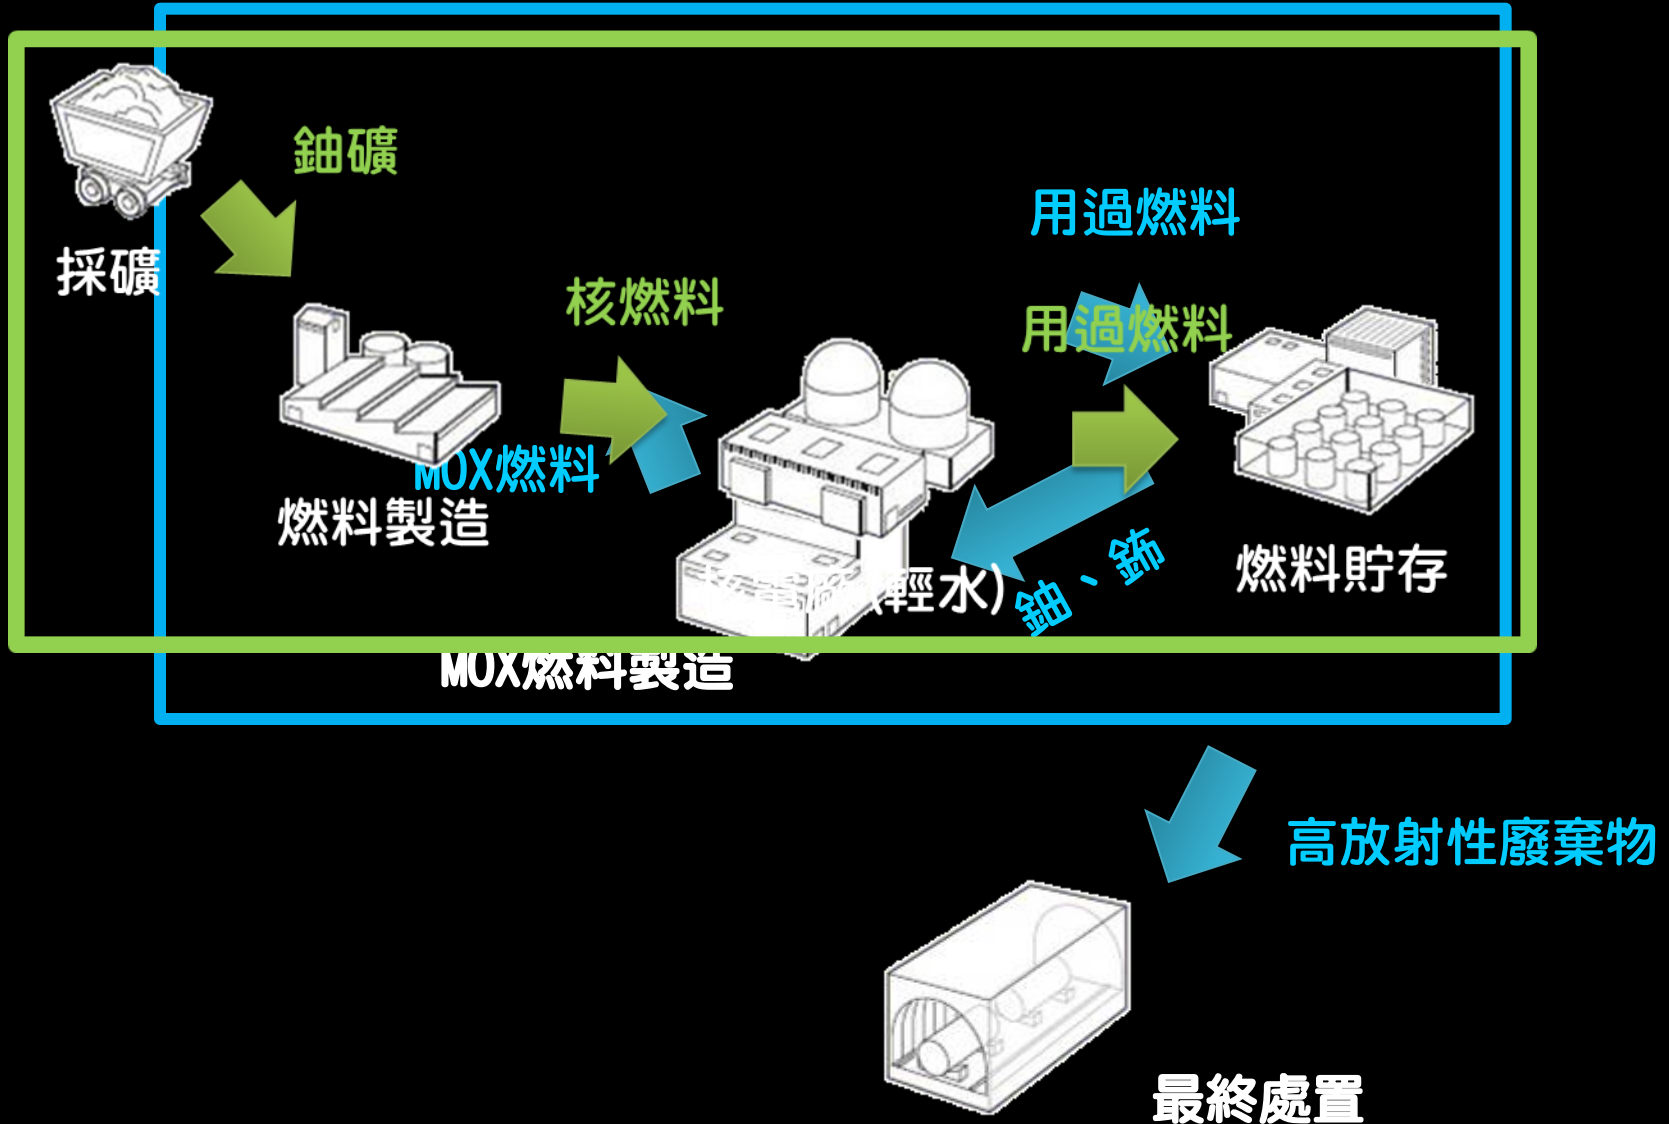 鈾礦
用過燃料
採礦
核燃料
用過燃料
MOX燃料
燃料製造
鈾、鈽
燃料貯存
(輕水)
MOX燃料製造
高放射性廢棄物
最終處置